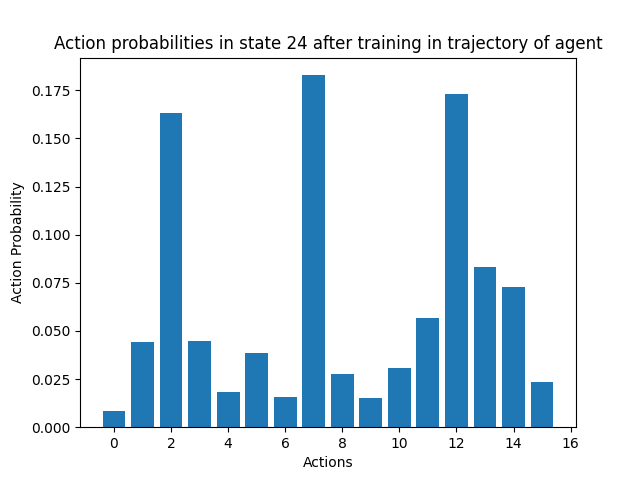 Action probabilities in state 24 after training in trajectory of agent
0.175
0.150
0.125
0.100
0.075
0.050
0.025
0.000
Action Probability
0 2 4 6 8 10 12 14 16
Actions